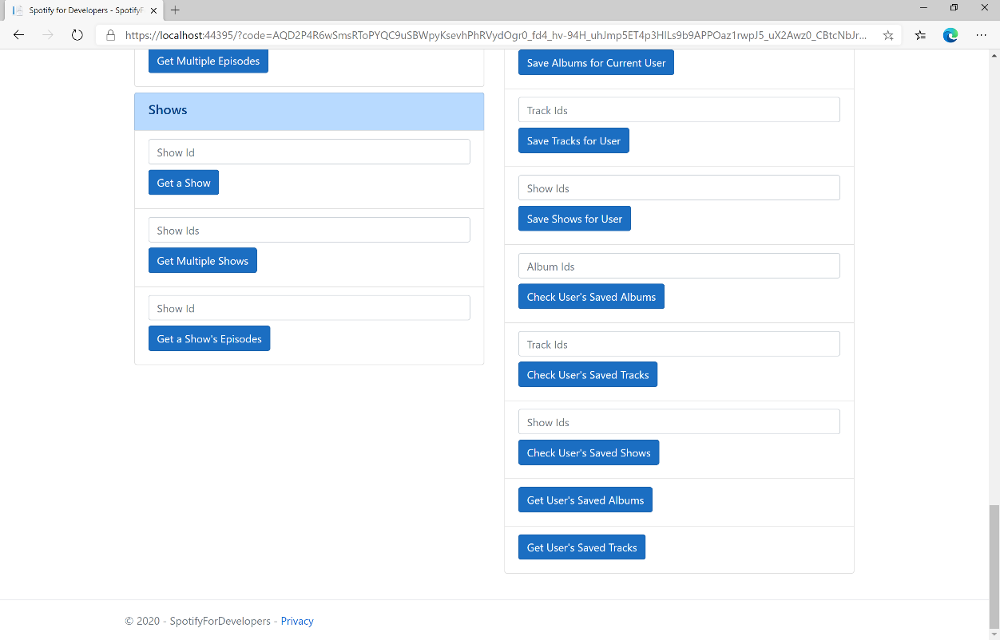 Spotify for Developers - SpotifyF
https://localhost:44395/?code=AQD2P4R6wSmsRToPYQC9uSBWpyKsevhPhRVydOgr0_fd4_hv-94H_uhJmp5ET4p3HILs9b9APPOaz1rwpJ5_uX2Awz0_CBtcNbJr...
Get Multiple Episodes
Shows
Show Id
Get a Show
Show Ids
Get Multiple Shows
Show Id
Get a Show's Episodes
Save Albums for Current User
Track Ids
Save Tracks for User
Show Ids
Save Shows for User
Album Ids
Check User's Saved Albums
Track Ids
Check User's Saved Tracks
Show Ids
Check User's Saved Shows
Get User's Saved Albums
Get User's Saved Tracks
© 2020 - SpotifyForDevelopers - Privacy